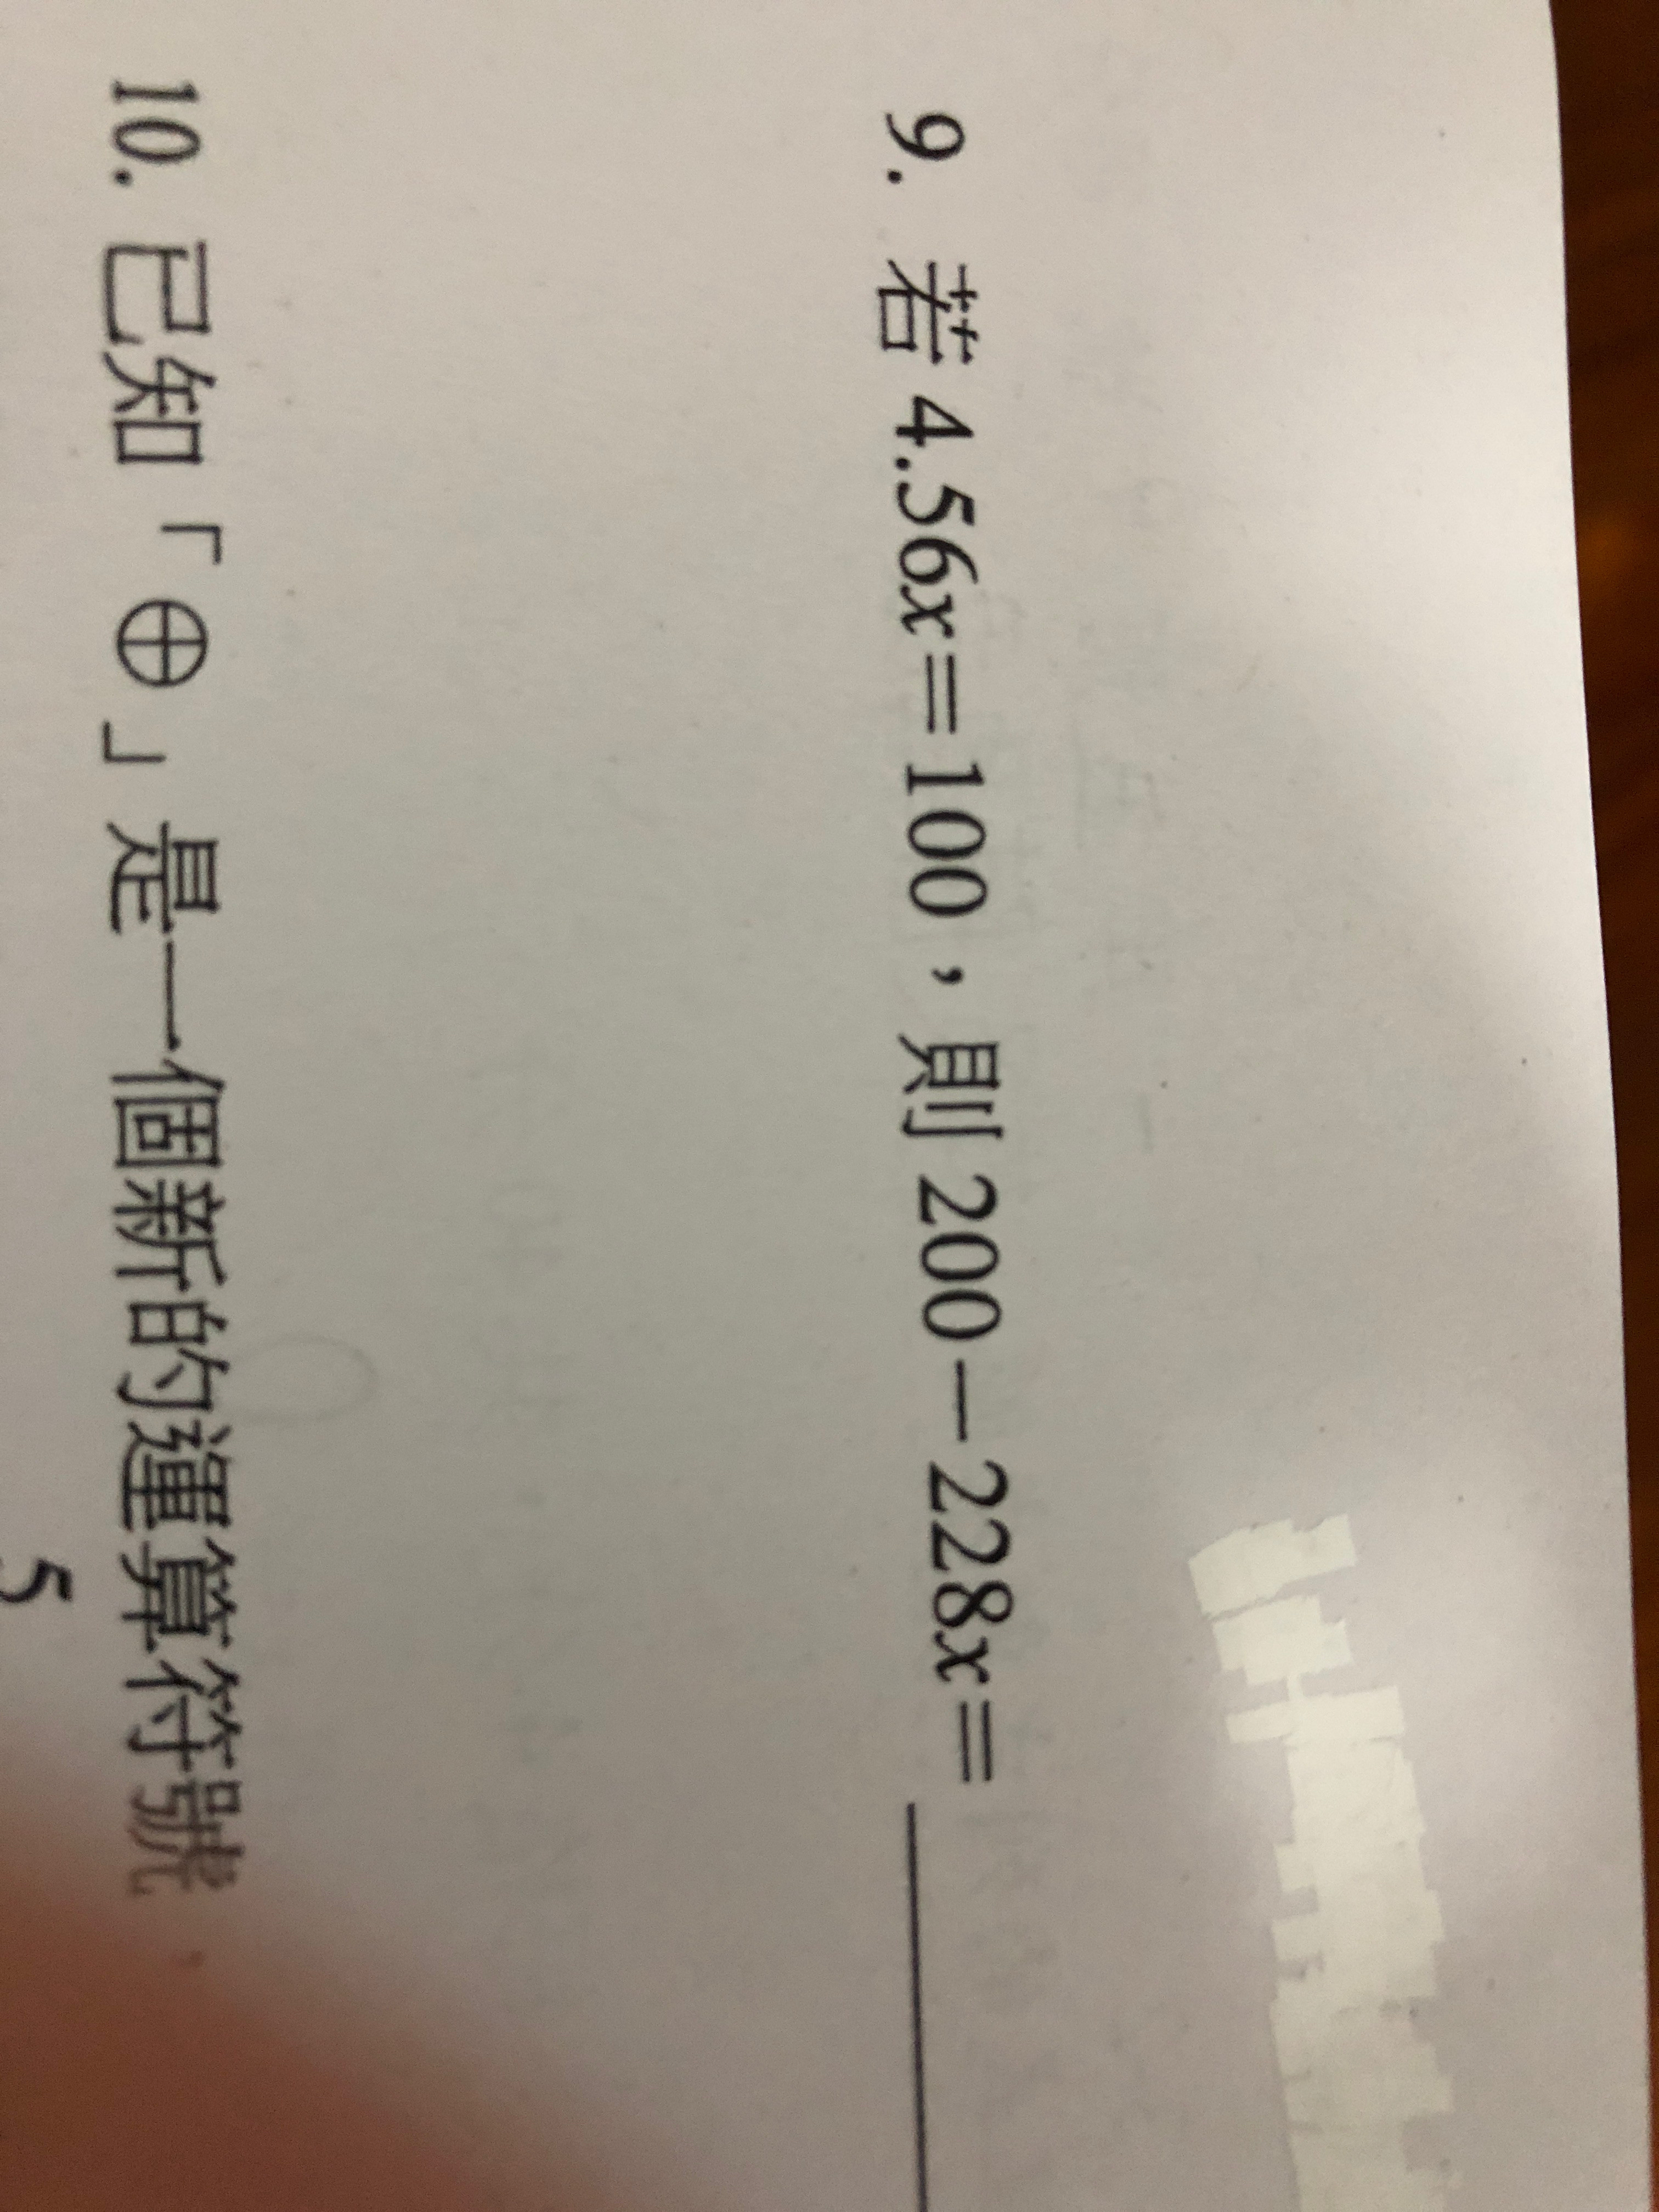 9. 若 4.56x=100,則 200-228x=
10. 已知「⊕」是一個新的運算符號
5